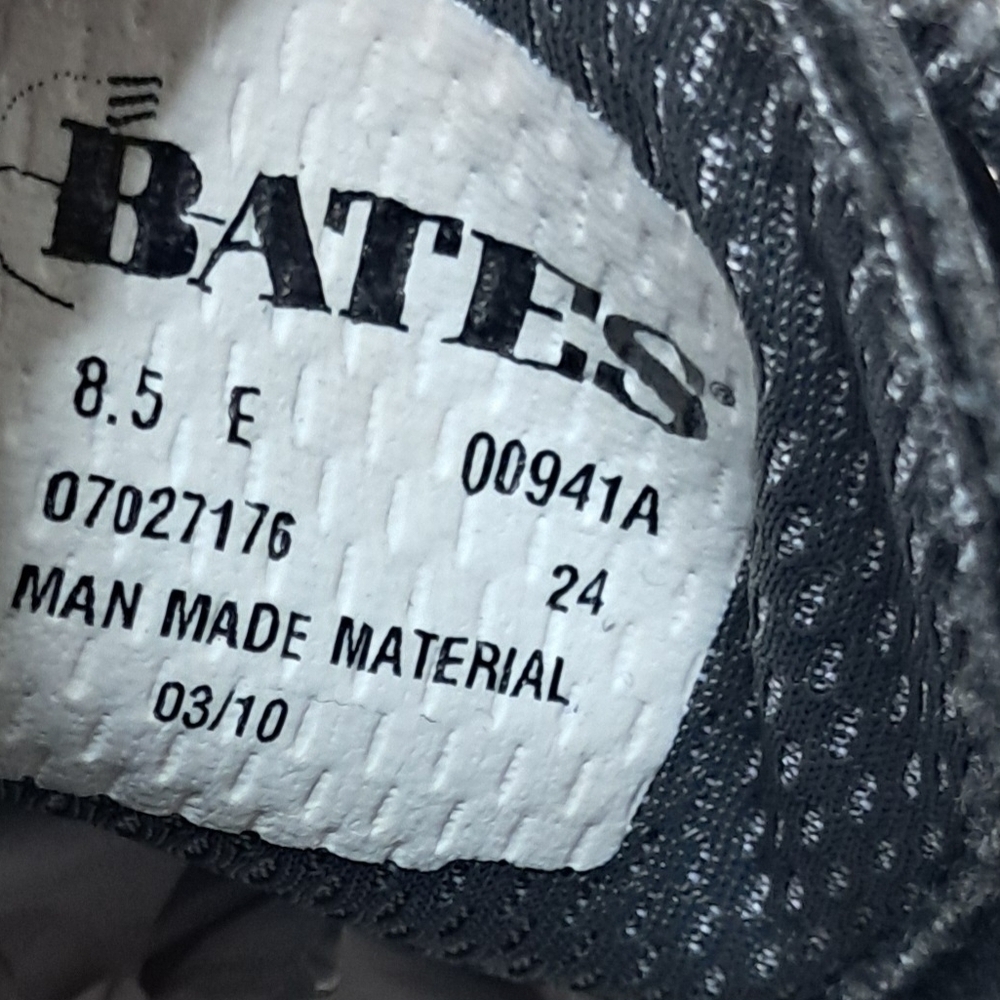 BATES®
8.5 E 00941A
07027176 24
MAN MADE MATERIAL
03/10